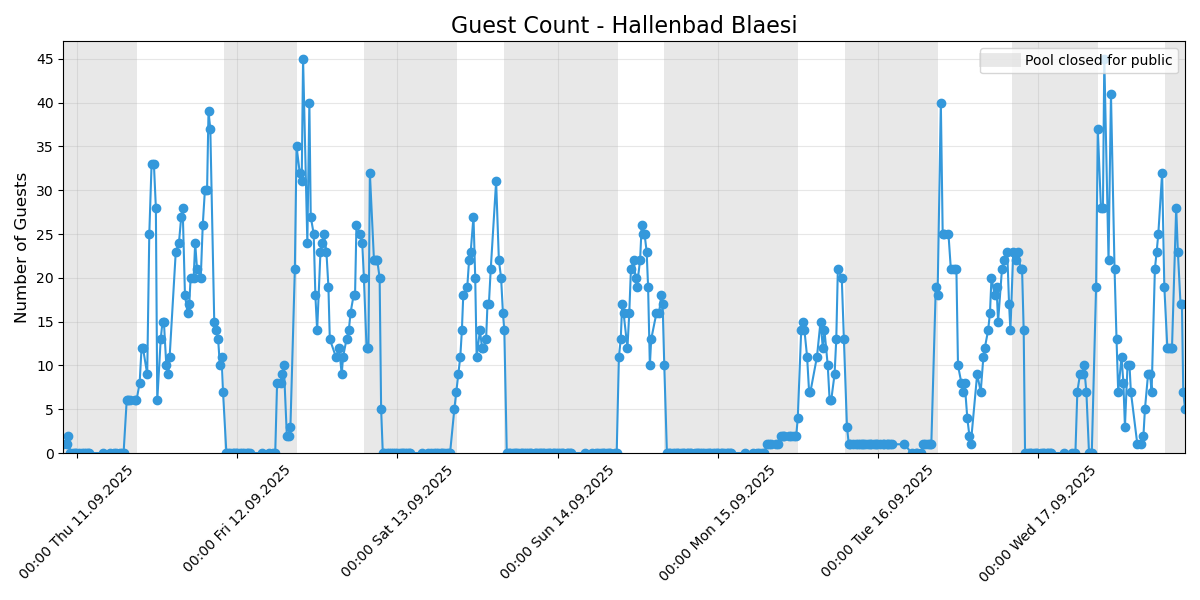 Guest Count - Hallenbad Blaesi
Pool closed for public
Number of Guests
45
40
35
30
25
20
15
10
5
0
00:00 Thu 11.09.2025
00:00 Fri 12.09.2025
00:00 Sat 13.09.2025
00:00 Sun 14.09.2025
00:00 Mon 15.09.2025
00:00 Tue 16.09.2025
00:00 Wed 17.09.2025